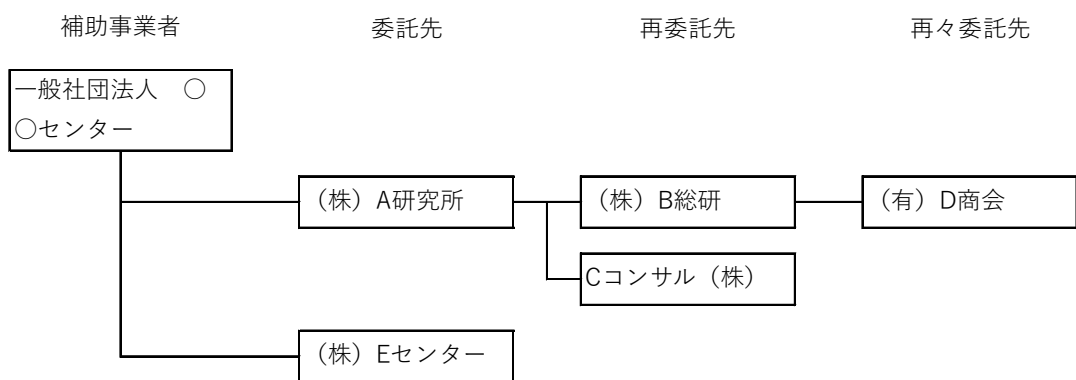 補助事業者
委託先
再委託先
再々委託先
一般社団法人　○
○センター
（株）A研究所
（株）B総研
（有）D商会
Cコンサル（株）
（株）Eセンター